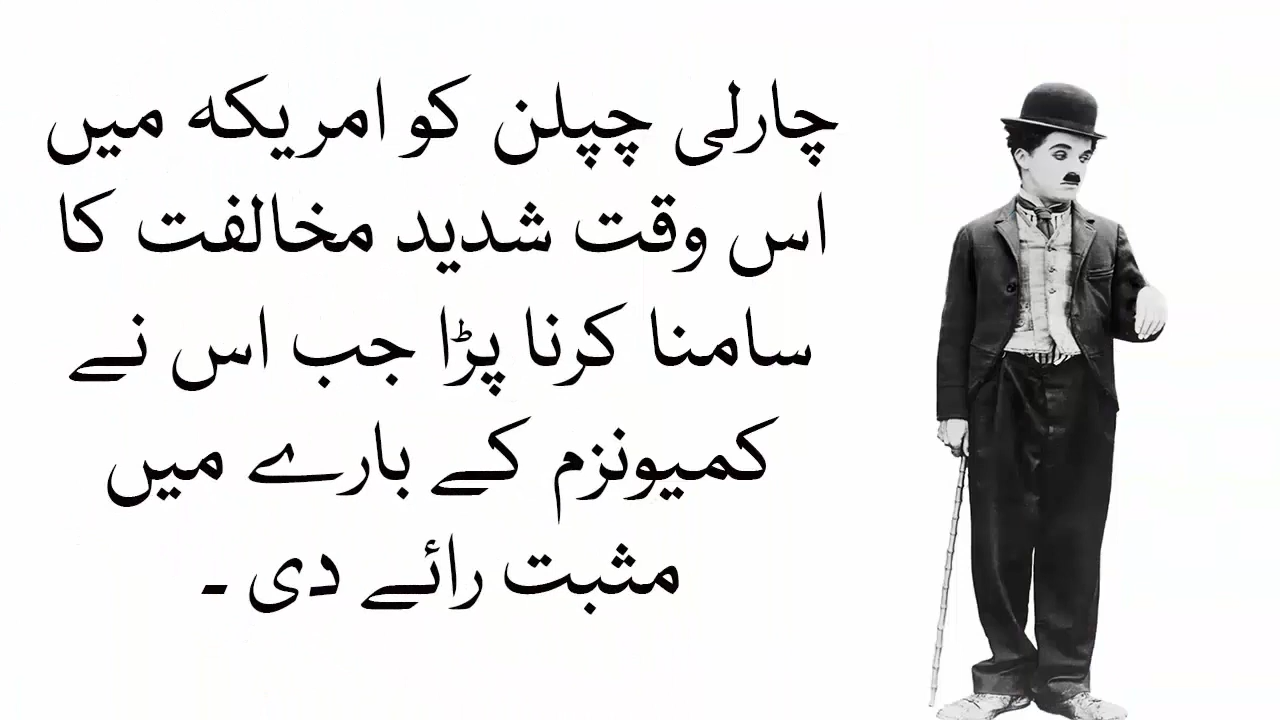 چارلی چپلن کو امریکہ میں
اس وقت شدید مخالفت کا
سامنا کرنا پڑا جب اس نے
کمیونزم کے بارے میں
مثبت رائے دی ۔